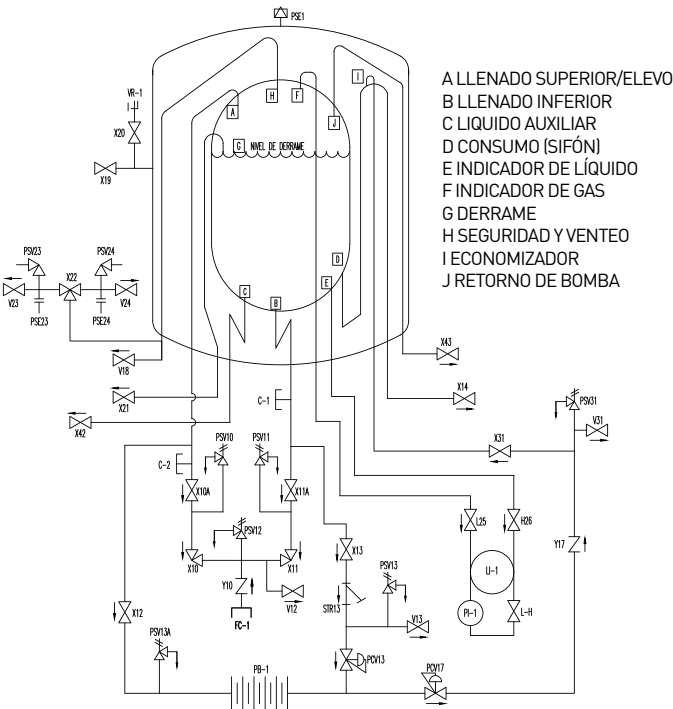 PSE1
H
F
I
A
J
G NIVEL DE DERRAME
D
E
C
B
VR-1
X20
X19
PSV23
PSV24
X22
V23
V24
PSE23
PSE24
V18
X21
X42
X43
X14
PSV31
V31
X31
A LLENADO SUPERIOR/ELEVO
B LLENADO INFERIOR
C LIQUIDO AUXILIAR
D CONSUMO (SIFÓN)
E INDICADOR DE LÍQUIDO
F INDICADOR DE GAS
G DERRAME
H SEGURIDAD Y VENTEO
I ECONOMIZADOR
J RETORNO DE BOMBA
C-1
C-2
PSV10
PSV11
X10A
X11A
PSV12
X10
X11
Y10
V12
FC-1
X13
STR13
PSV13
V13
PCV13
L25
H26
LI-1
PI-1
L-H
Y17
X12
PSV13A
PB-1
PCV17